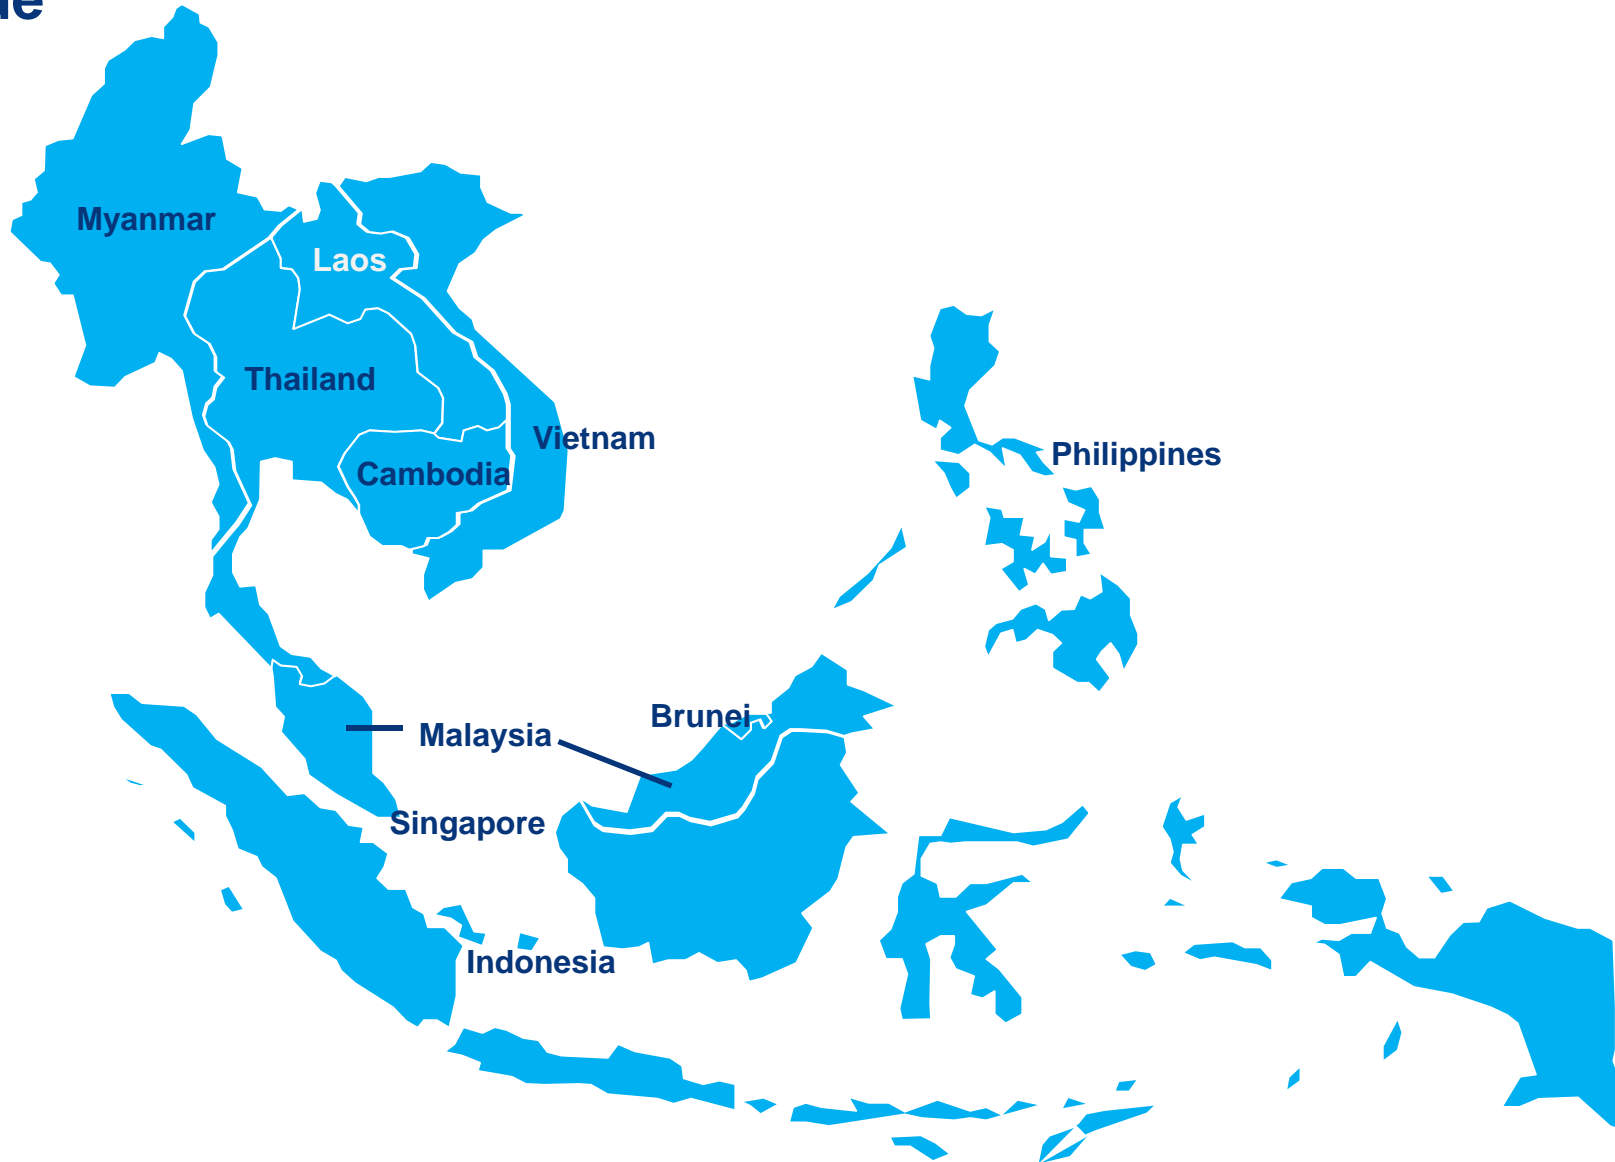 Myanmar
Laos
Thailand
Vietnam
Cambodia
Philippines
Brunei
Malaysia
Singapore
Indonesia